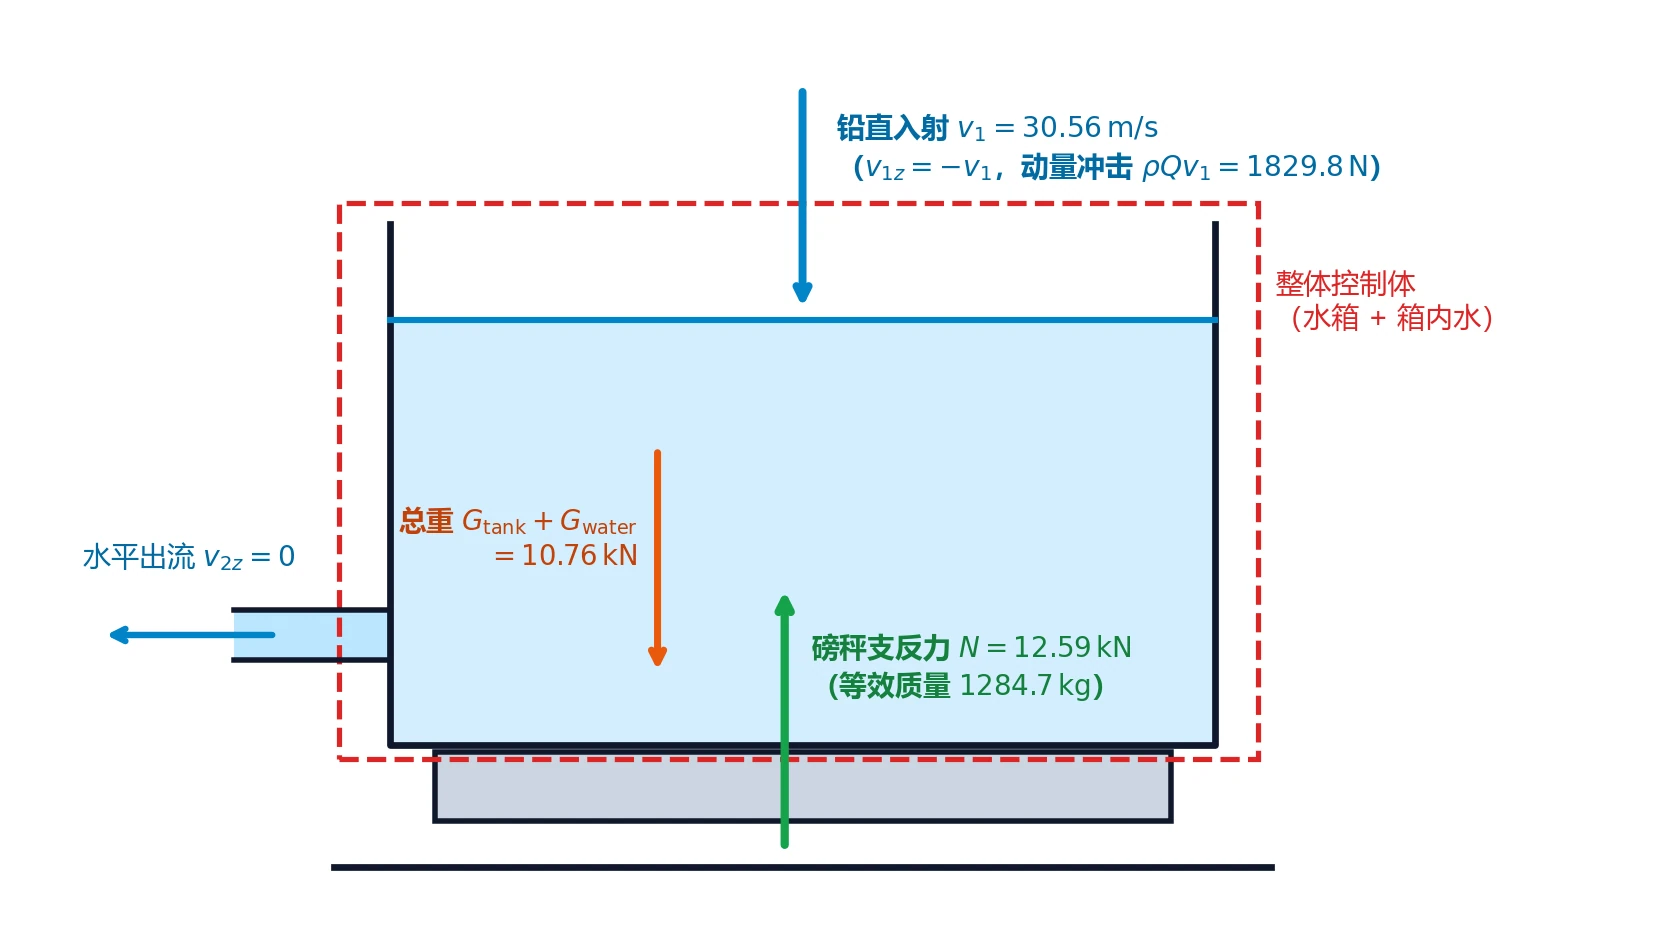 铅直入射 v₁ = 30.56 m/s
(v₁z = −v₁, 动量冲击 ρQv₁ = 1829.8 N)
整体控制体
（水箱 + 箱内水）
总重 G_tank + G_water
= 10.76 kN
水平出流 v₂z = 0
磅秤支反力 N = 12.59 kN
(等效质量 1284.7 kg)